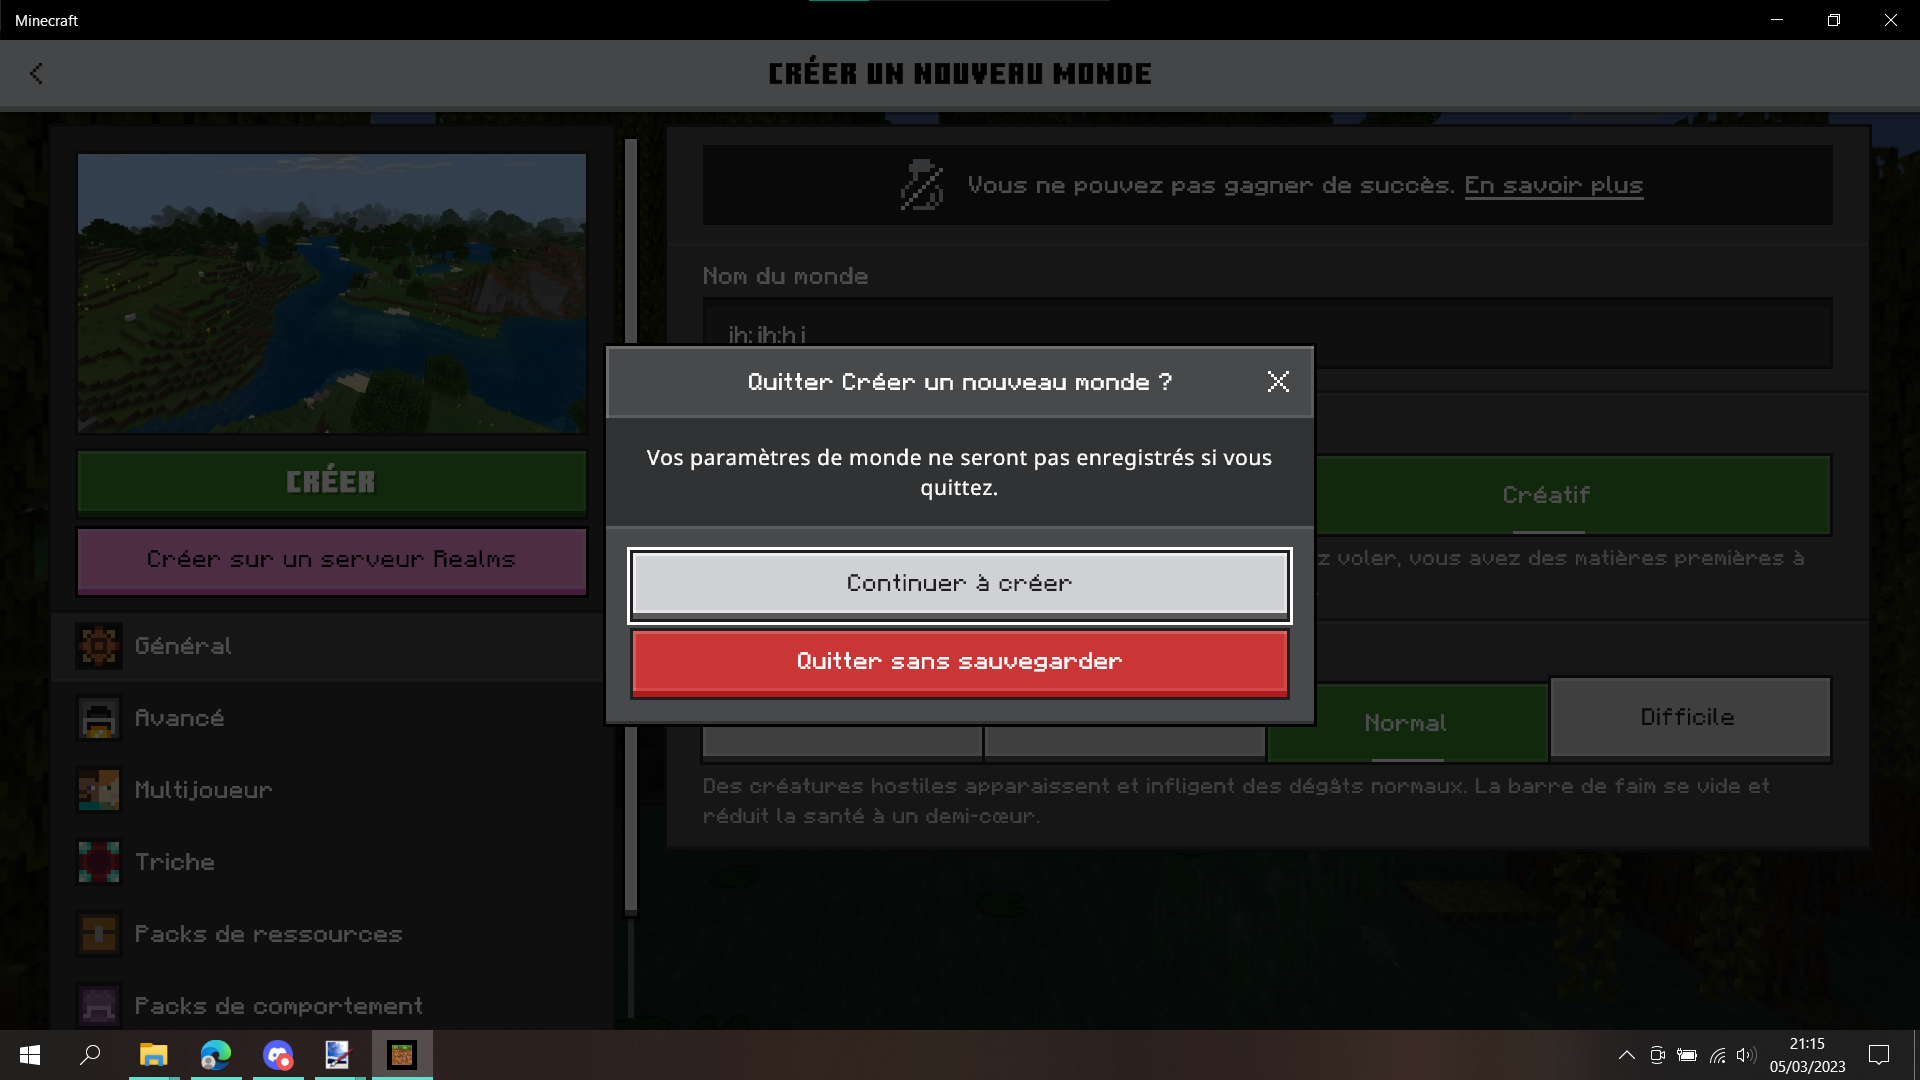 Minecraft
CRÉER UN NOUVEAU MONDE
Vous ne pouvez pas gagner de succès. En savoir plus
Nom du monde
Quitter Créer un nouveau monde ?
Vos paramètres de monde ne seront pas enregistrés si vous
quittez.
Continuer à créer
Quitter sans sauvegarder
CRÉER
Créer sur un serveur Realms
Général
Avancé
Multijoueur
Triche
Packs de ressources
Packs de comportement
Créatif
voler, vous avez des matières premières à
Normal
Difficile
Des créatures hostiles apparaissent et infligent des dégâts normaux. La barre de faim se vide et
réduit la santé à un demi-cœur.
21:15
05/03/2023